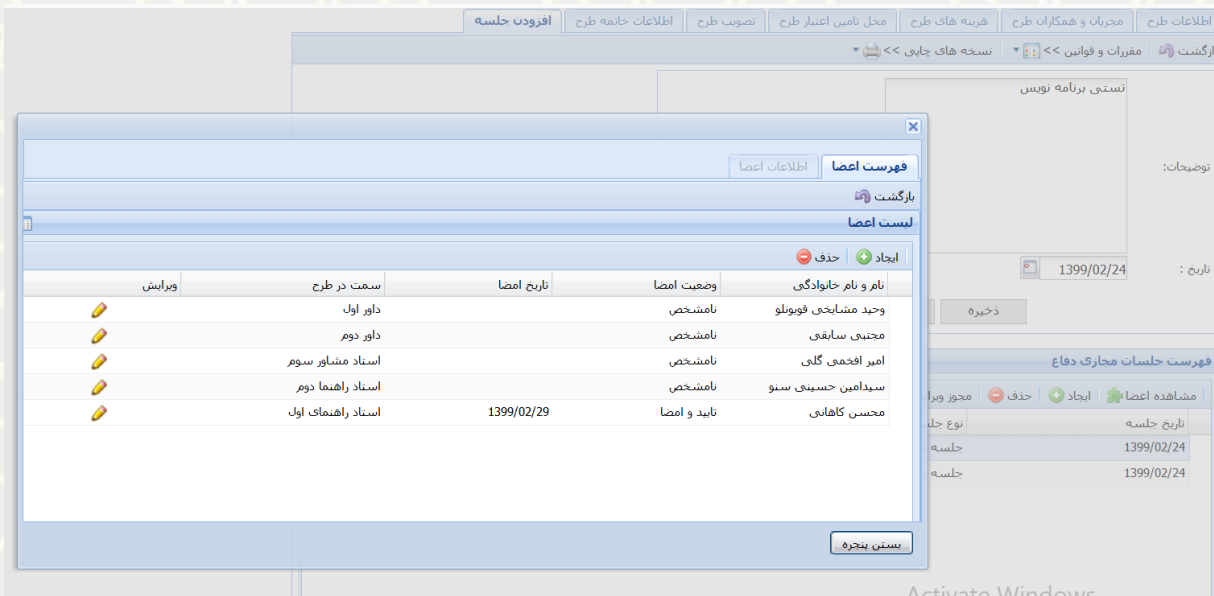 اطلاعات طرح مجریان و همکاران طرح هزینه های طرح محل تامین اعتبار طرح تصویب طرح اطلاعات خاتمه طرح افزودن جلسه
بازگشت مقررات و قوانین >> نسخه های چاپی >>
تستی برنامه نویس
توضیحات:
تاریخ : 1399/02/24
ذخیره
فهرست جلسات مجازی دفاع
مشاهده اعضا ایجاد حذف مجوز
تاریخ جلسه نوع
1399/02/24 جلسه
1399/02/24 جلسه
فهرست اعضا اطلاعات اعضا
بازگشت
لیست اعضا
ایجاد حذف
نام و نام خانوادگی وضعیت امضا تاریخ امضا سمت در طرح ویرایش
وحید مشایخی قویونلو نامشخص داور اول
مجتبی سابقی نامشخص داور دوم
امیر افخمی گلی نامشخص استاد مشاور سوم
سیدامین حسینی سنو نامشخص استاد راهنما دوم
محسن کاهانی تایید و امضا 1399/02/29 استاد راهنمای اول
بستن پنجره
Activate Windows